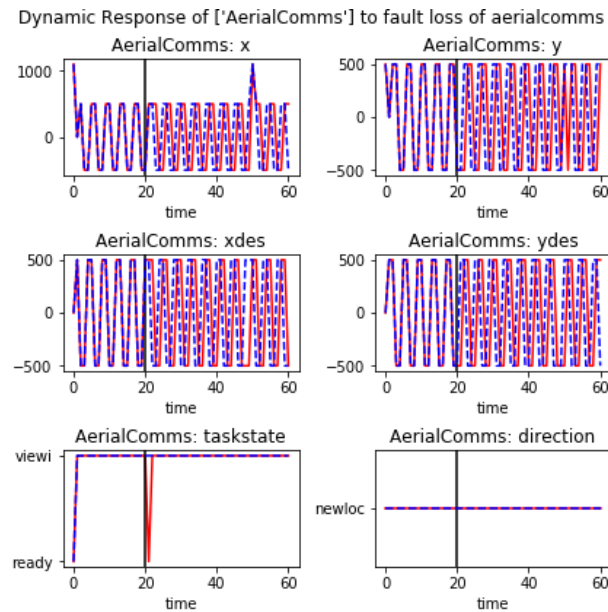 Dynamic Response of ['AerialComms'] to fault loss of aerialcomms
AerialComms: x
AerialComms: y
1000
0
0 20 40 60
time
500
0
−500
0 20 40 60
time
AerialComms: xdes
AerialComms: ydes
500
0
−500
0 20 40 60
time
500
0
−500
0 20 40 60
time
AerialComms: taskstate
AerialComms: direction
viewi
ready
0 20 40 60
time
newloc
0 20 40 60
time